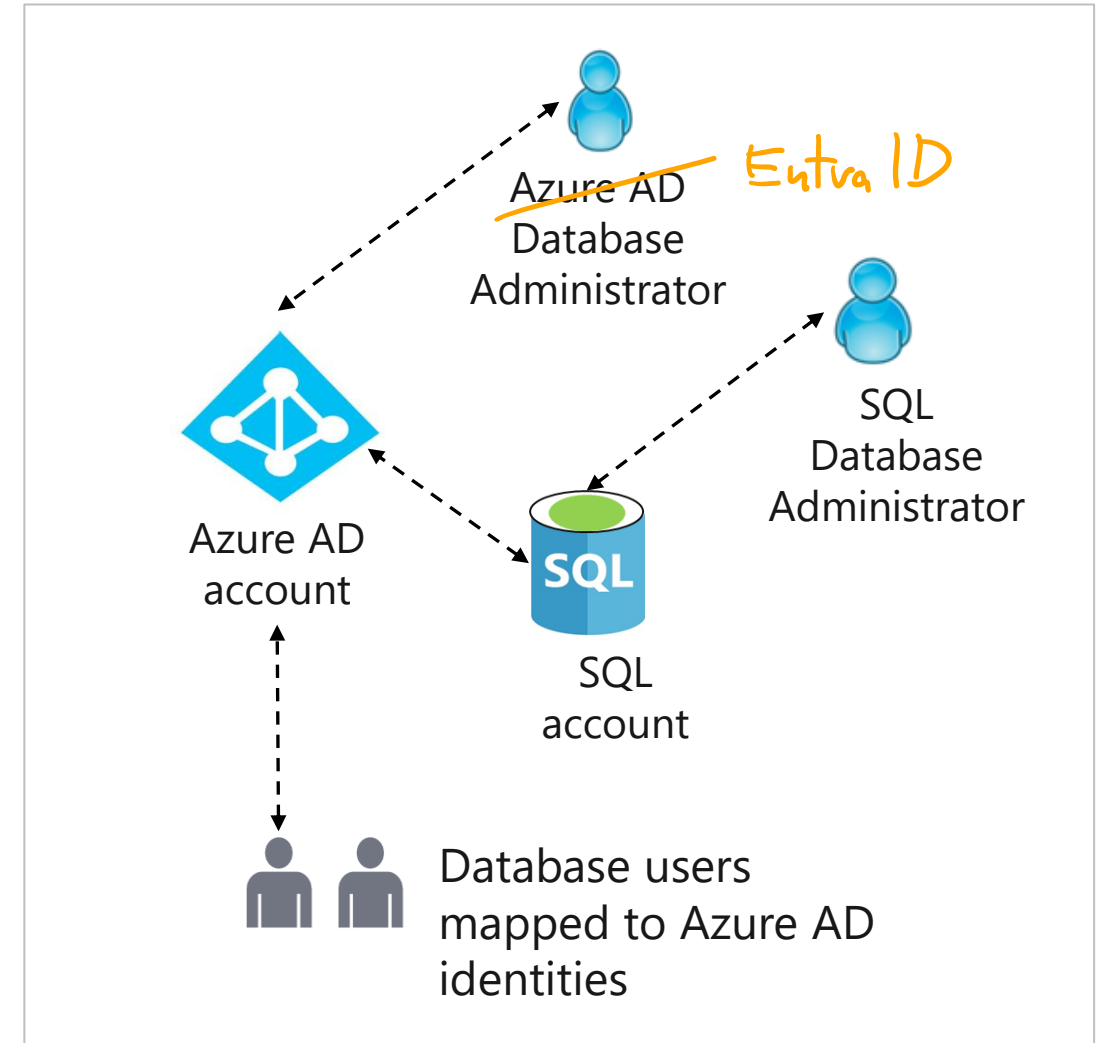 Azure AD
Entra ID
Database
Administrator
SQL
Database
Administrator
Azure AD
account
SQL
SQL
account
Database users
mapped to Azure AD
identities